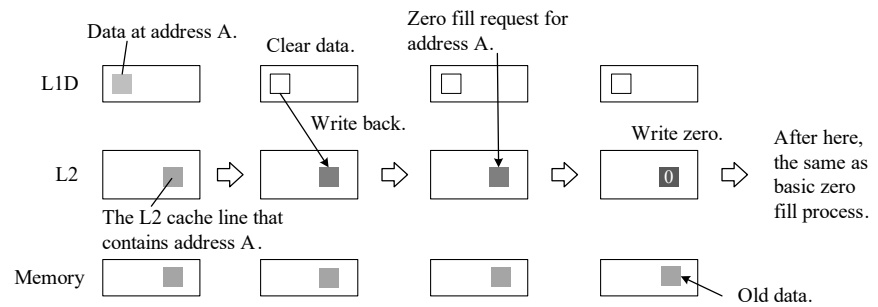 Data at address A.
Clear data.
Zero fill request for
address A.
L1D
Write back.
Write zero.
L2
0
After here,
the same as
basic zero
fill process.
The L2 cache line that
contains address A.
Memory
Old data.